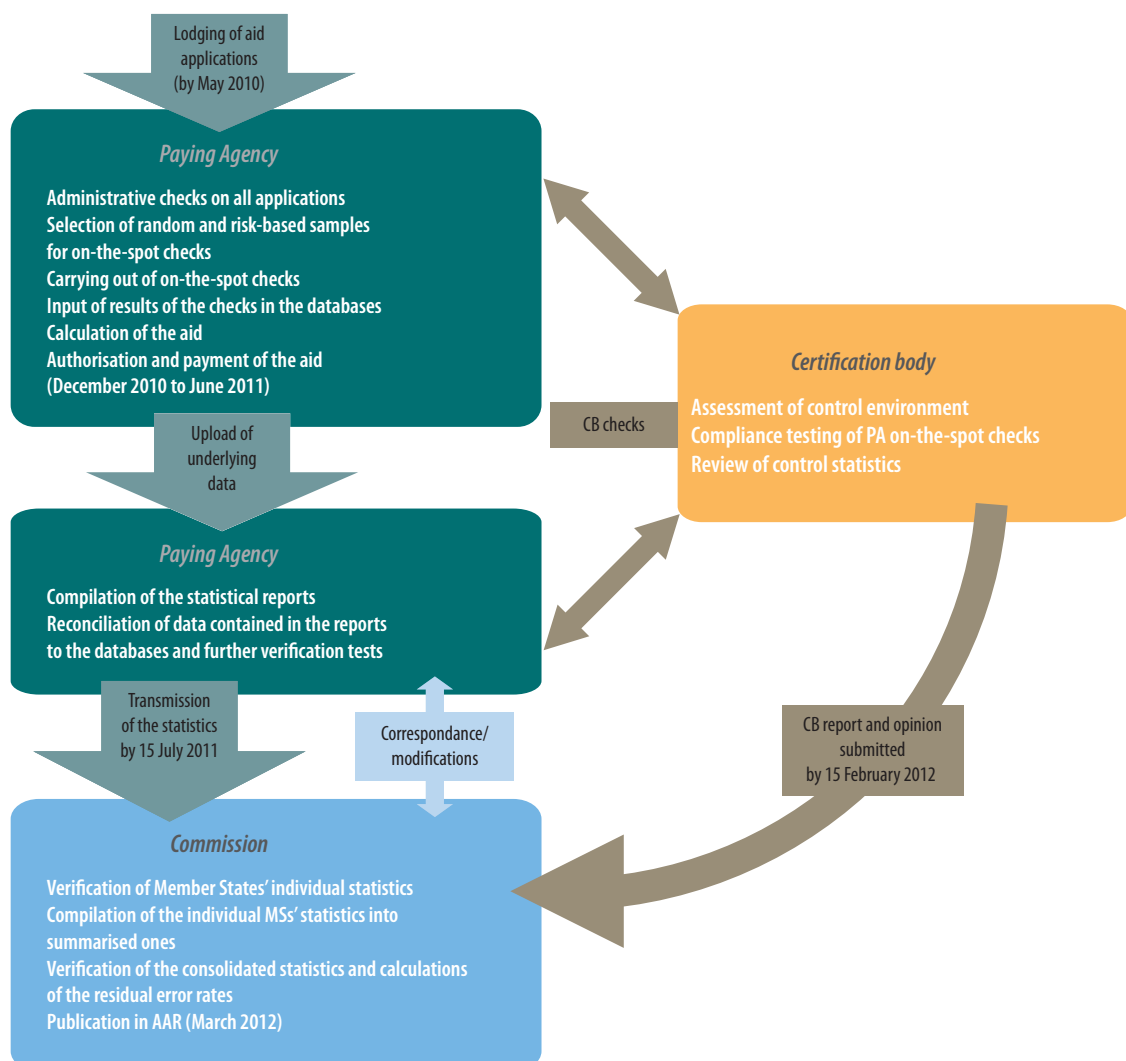 Lodging of aid
applications
(by May 2010)
Paying Agency
Administrative checks on all applications
Selection of random and risk-based samples
for on-the-spot checks
Carrying out of on-the-spot checks
Input of results of the checks in the databases
Calculation of the aid
Authorisation and payment of the aid
(December 2010 to June 2011)
Certification body
Assessment of control environment
Compliance testing of PA on-the-spot checks
Review of control statistics
CB checks
Upload of
underlying
data
Paying Agency
Compilation of the statistical reports
Reconciliation of data contained in the reports
to the databases and further verification tests
Transmission
of the statistics
by 15 July 2011
Correspondance/
modifications
CB report and opinion
submitted
by 15 February 2012
Commission
Verification of Member States' individual statistics
Compilation of the individual MSs' statistics into
summarised ones
Verification of the consolidated statistics and calculations
of the residual error rates
Publication in AAR (March 2012)